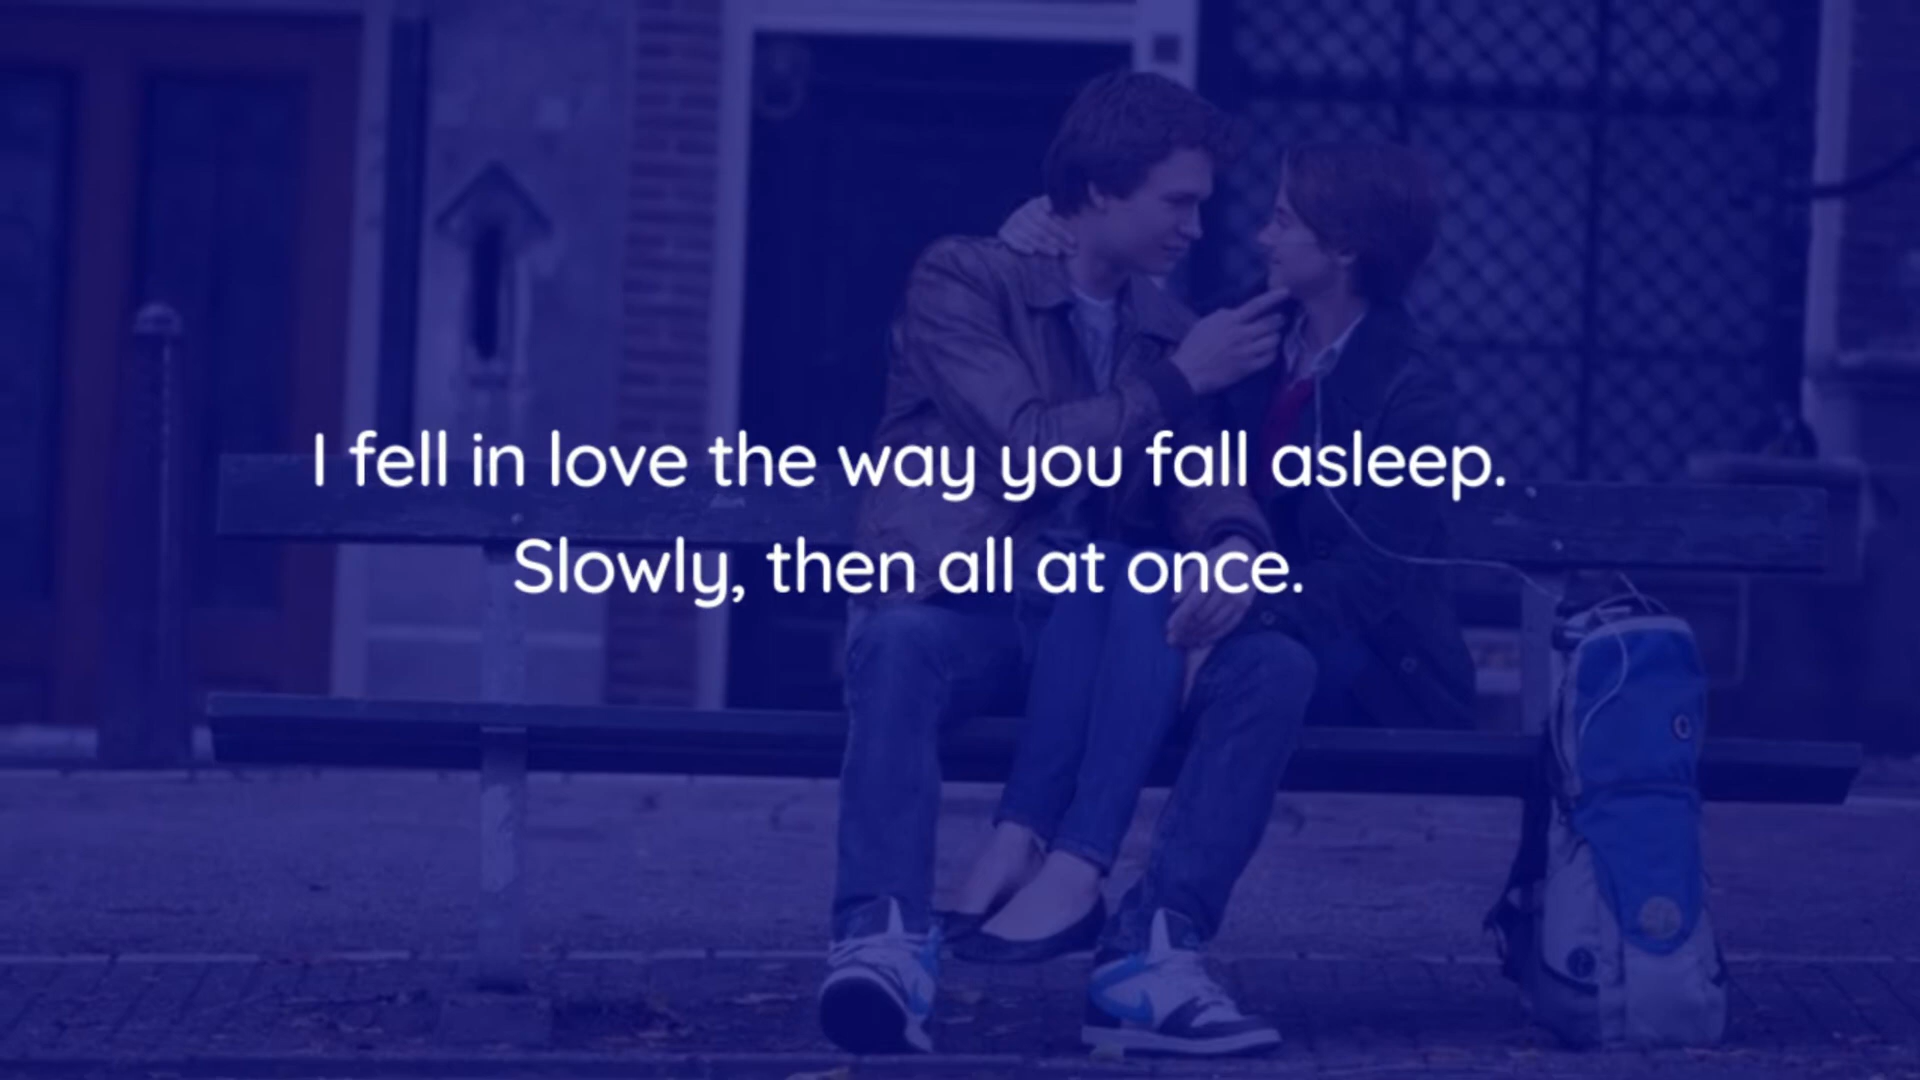 I fell in love the way you fall asleep.
Slowly, then all at once.